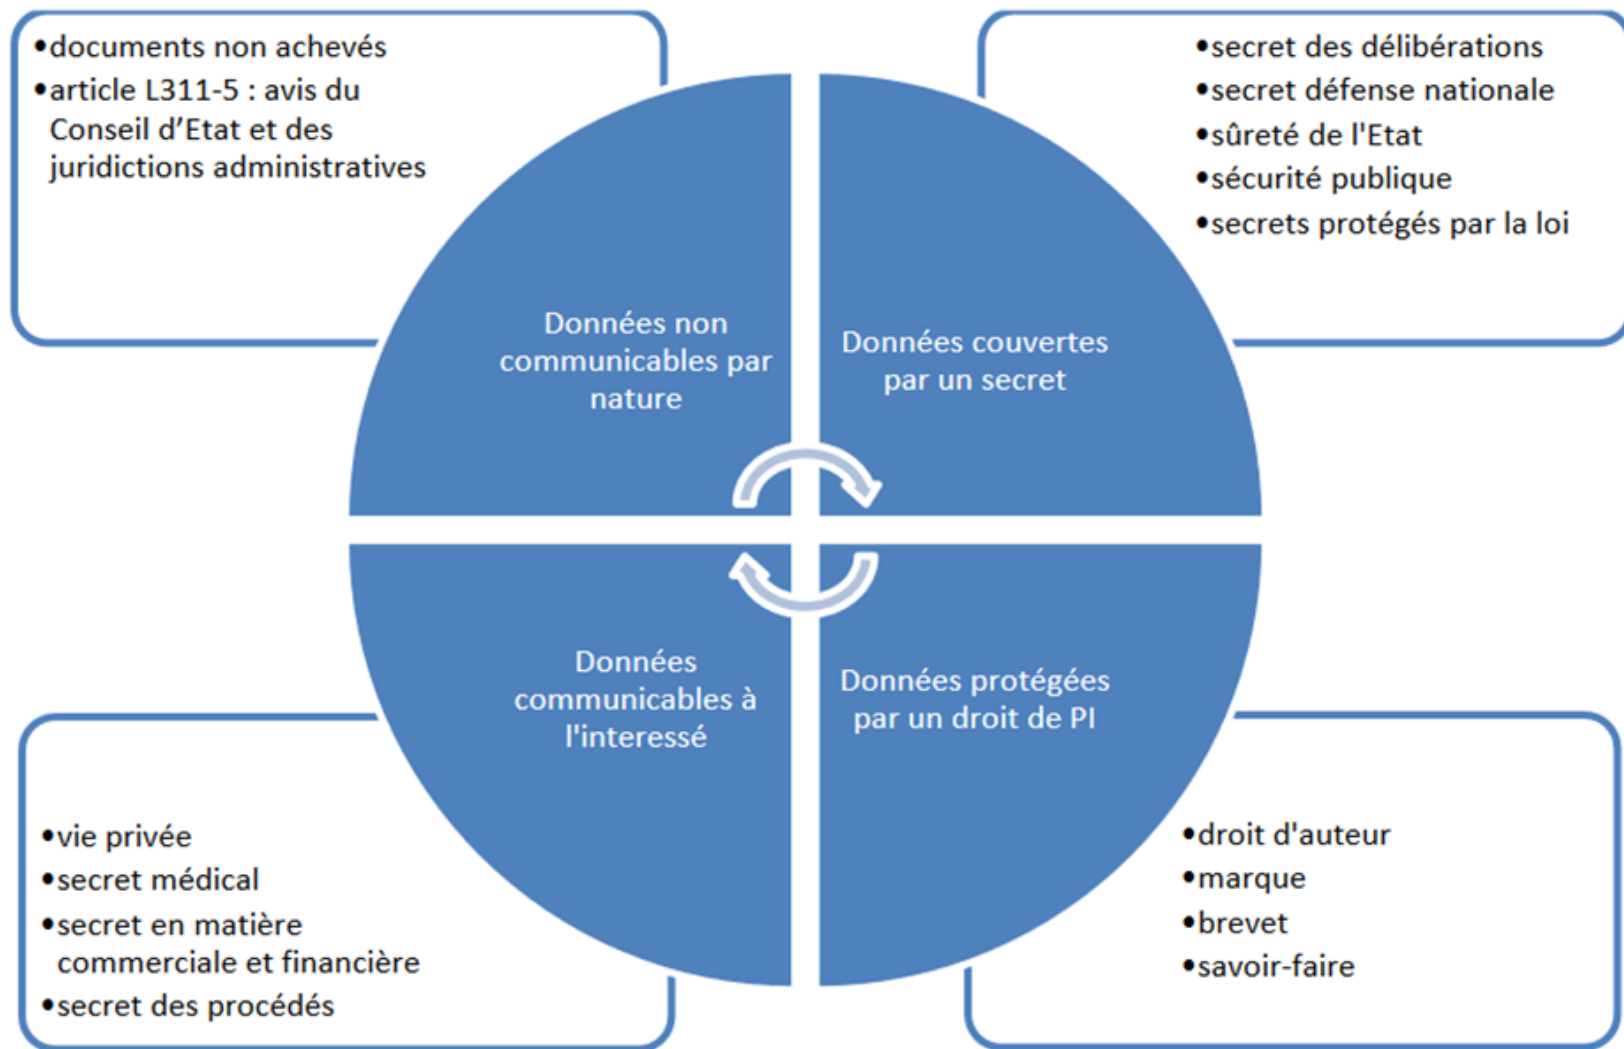 •documents non achevés
•article L311-5 : avis du
Conseil d’Etat et des
juridictions administratives
•secret des délibérations
•secret défense nationale
•sûreté de l'Etat
•sécurité publique
•secrets protégés par la loi
Données non
communicables par
nature
Données couvertes
par un secret
Données
communicables à
l'interessé
Données protégées
par un droit de PI
•vie privée
•secret médical
•secret en matière
commerciale et financière
•secret des procédés
•droit d'auteur
•marque
•brevet
•savoir-faire